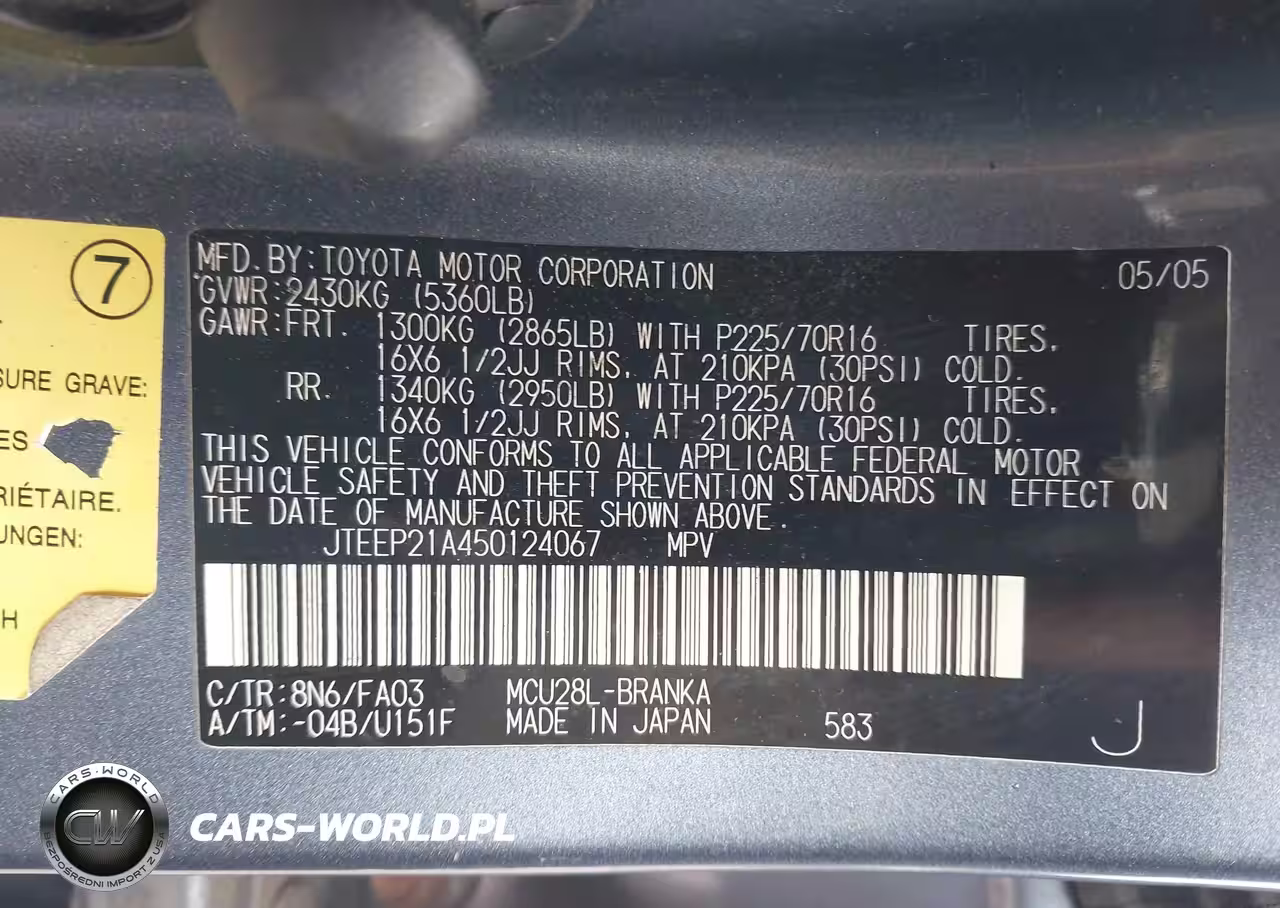 7
SURE GRAVE:
ES
RIÉTAIRE.
UNGEN:
H
MFD. BY: TOYOTA MOTOR CORPORATION 05/05
GVWR: 2430KG (5360LB)
GAWR: FRT. 1300KG (2865LB) WITH P225/70R16 TIRES.
16X6 1/2JJ RIMS. AT 210KPA (30PSI) COLD.
RR. 1340KG (2950LB) WITH P225/70R16 TIRES.
16X6 1/2JJ RIMS. AT 210KPA (30PSI) COLD.
THIS VEHICLE CONFORMS TO ALL APPLICABLE FEDERAL MOTOR
VEHICLE SAFETY AND THEFT PREVENTION STANDARDS IN EFFECT ON
THE DATE OF MANUFACTURE SHOWN ABOVE.
JTEEP21A450124067 MPV
C/TR: 8N6/FA03 MCU28L-BRANKA
A/TM: -04B/U151F MADE IN JAPAN 583 J
CARS-WORLD
CW
BEZPOŚREDNI IMPORT Z USA
CARS-WORLD.PL